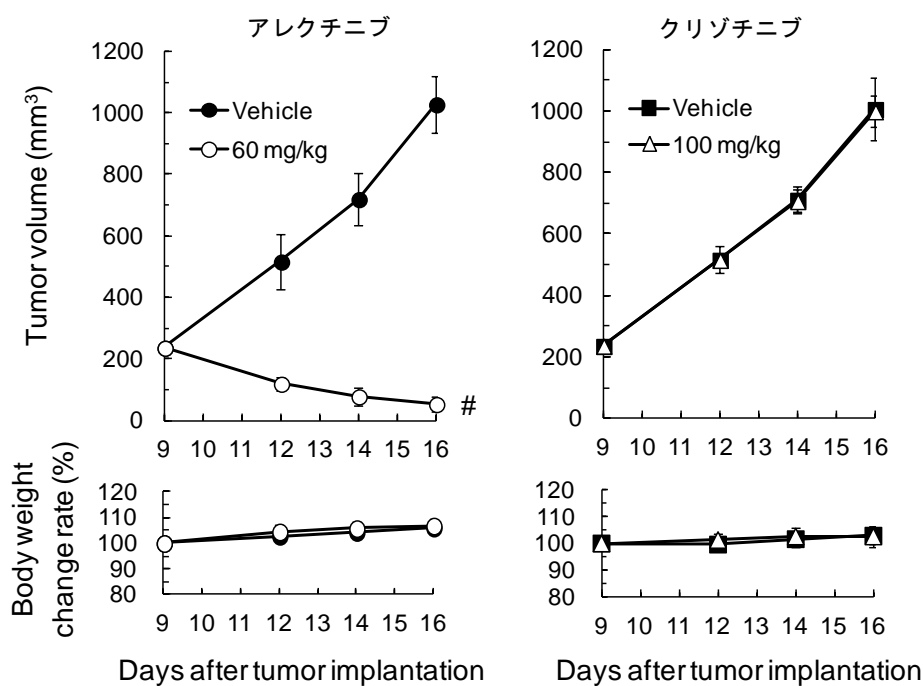 アレクチニブ
Tumor volume (mm³)
1200
1000
800
600
400
200
0
Vehicle
60 mg/kg
#
9 10 11 12 13 14 15 16
Body weight
change rate (%)
120
110
100
90
80
9 10 11 12 13 14 15 16
Days after tumor implantation
クリゾチニブ
1200
1000
800
600
400
200
0
Vehicle
100 mg/kg
9 10 11 12 13 14 15 16
120
110
100
90
80
9 10 11 12 13 14 15 16
Days after tumor implantation